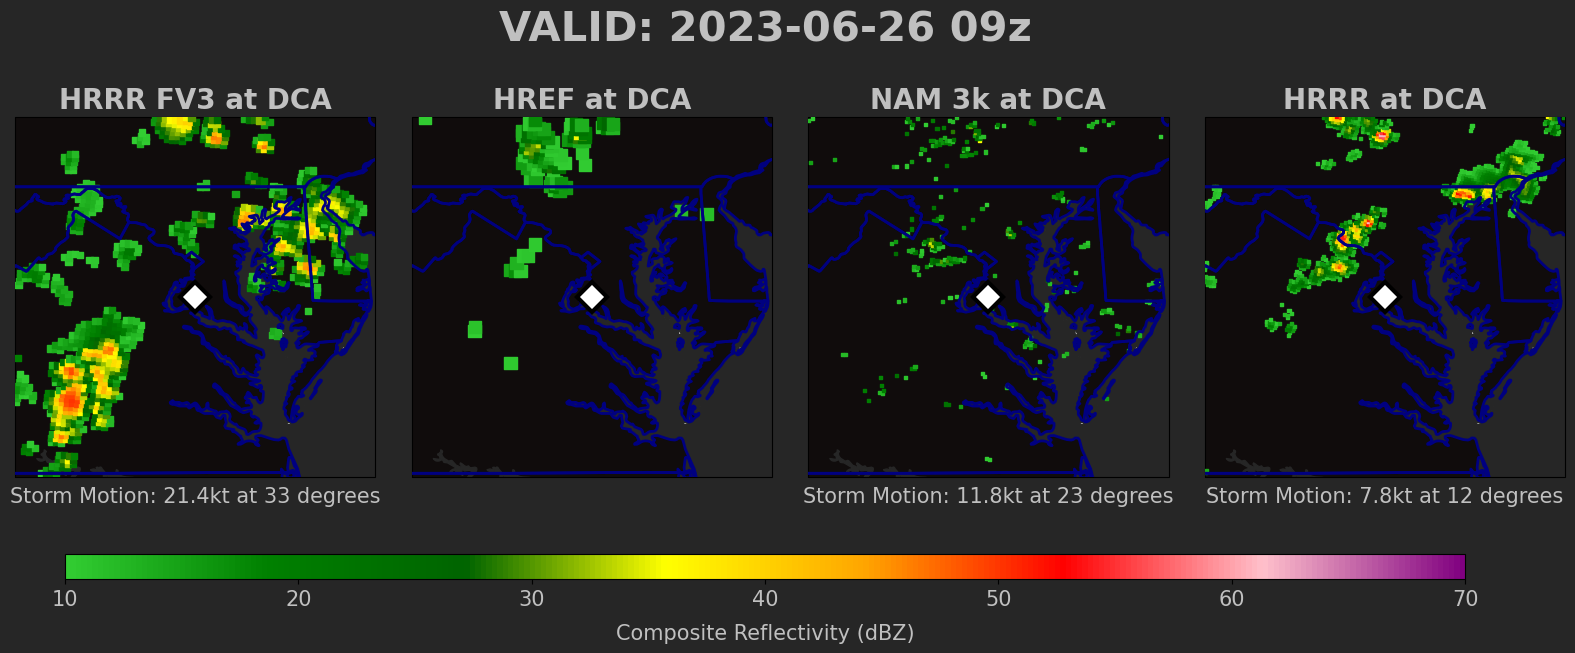 VALID: 2023-06-26 09z
HRRR FV3 at DCA
HREF at DCA
NAM 3k at DCA
HRRR at DCA
Storm Motion: 21.4kt at 33 degrees
Storm Motion: 11.8kt at 23 degrees
Storm Motion: 7.8kt at 12 degrees
10 20 30 40 50 60 70
Composite Reflectivity (dBZ)